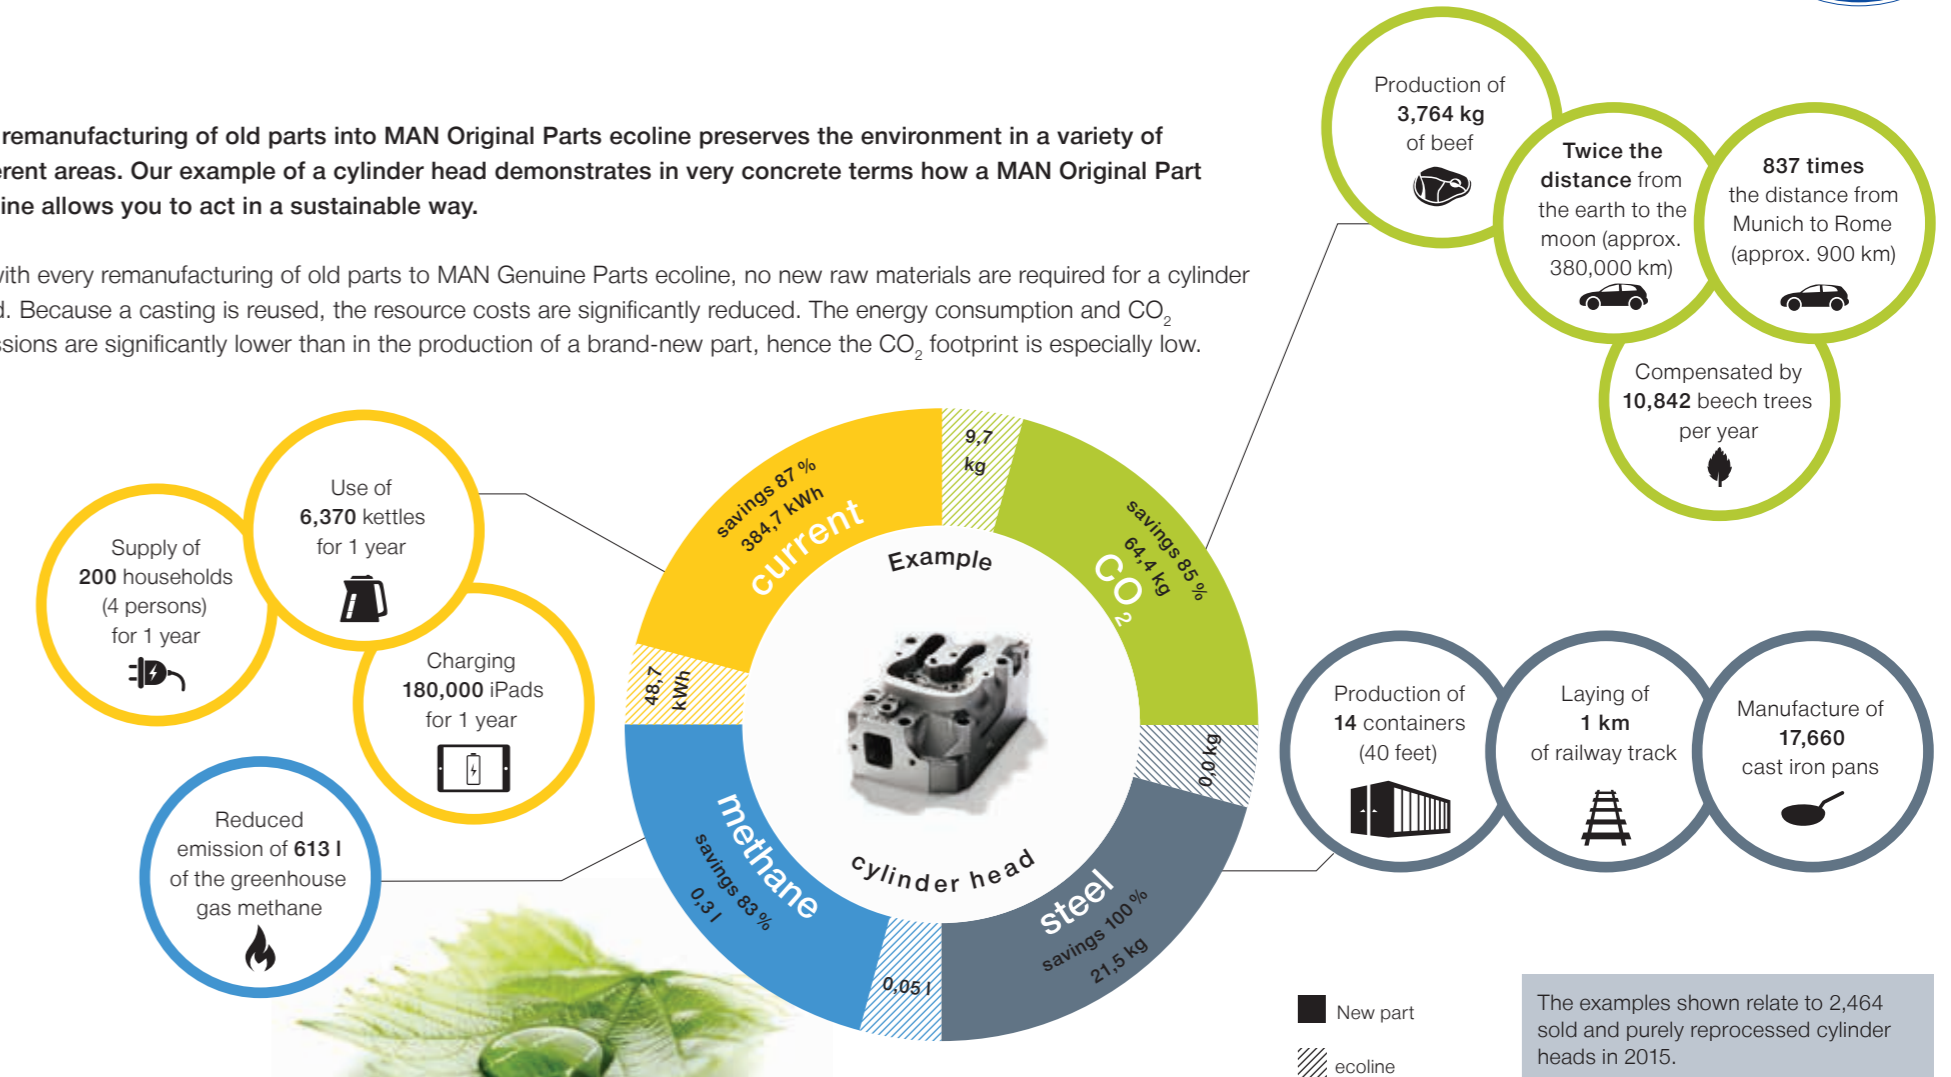 remanufacturing of old parts into MAN Original Parts ecoline preserves the environment in a variety of
erent areas. Our example of a cylinder head demonstrates in very concrete terms how a MAN Original Part
line allows you to act in a sustainable way.
with every remanufacturing of old parts to MAN Genuine Parts ecoline, no new raw materials are required for a cylinder
d. Because a casting is reused, the resource costs are significantly reduced. The energy consumption and CO₂
ssions are significantly lower than in the production of a brand-new part, hence the CO₂ footprint is especially low.
Production of
3,764 kg
of beef
Twice the
distance from
the earth to the
moon (approx.
380,000 km)
837 times
the distance from
Munich to Rome
(approx. 900 km)
Compensated by
10,842 beech trees
per year
Use of
6,370 kettles
for 1 year
Supply of
200 households
(4 persons)
for 1 year
Charging
180,000 iPads
for 1 year
Reduced
emission of 613 l
of the greenhouse
gas methane
savings 87 %
384,7 kWh
current
48,7
kWh
9,7
kg
savings 85 %
64,4 kg
CO₂
Example
cylinder head
methane
savings 83 %
0,3 l
0,05 l
0,0 kg
steel
savings 100 %
21,5 kg
Production of
14 containers
(40 feet)
Laying of
1 km
of railway track
Manufacture of
17,660
cast iron pans
New part
ecoline
The examples shown relate to 2,464
sold and purely reprocessed cylinder
heads in 2015.